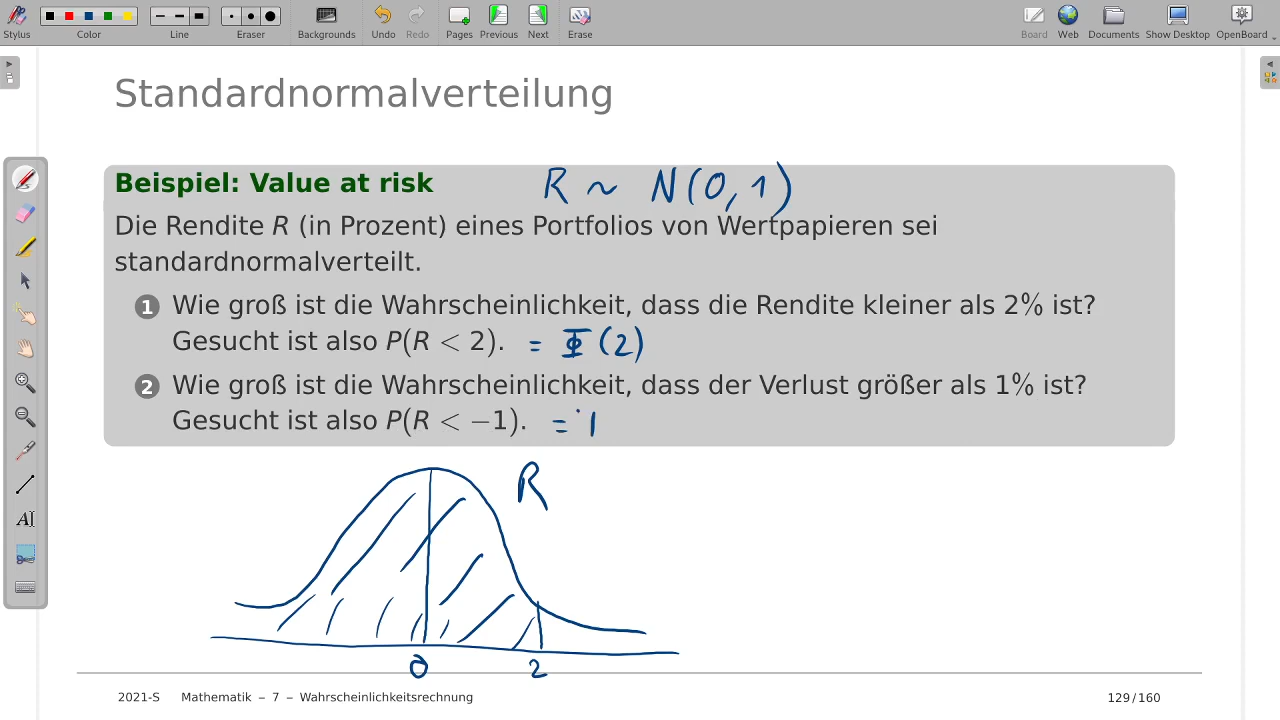 Stylus Color Line Eraser Backgrounds Undo Redo Pages Previous Next Erase Board Web Documents Show Desktop OpenBoard
Standardnormalverteilung
Beispiel: Value at risk R ~ N(0,1)
Die Rendite R (in Prozent) eines Portfolios von Wertpapieren sei
standardnormalverteilt.
1 Wie groß ist die Wahrscheinlichkeit, dass die Rendite kleiner als 2% ist?
Gesucht ist also P(R < 2). = Φ(2)
2 Wie groß ist die Wahrscheinlichkeit, dass der Verlust größer als 1% ist?
Gesucht ist also P(R < −1). =
R
AI
0 2
2021-S Mathematik – 7 – Wahrscheinlichkeitsrechnung 129/160